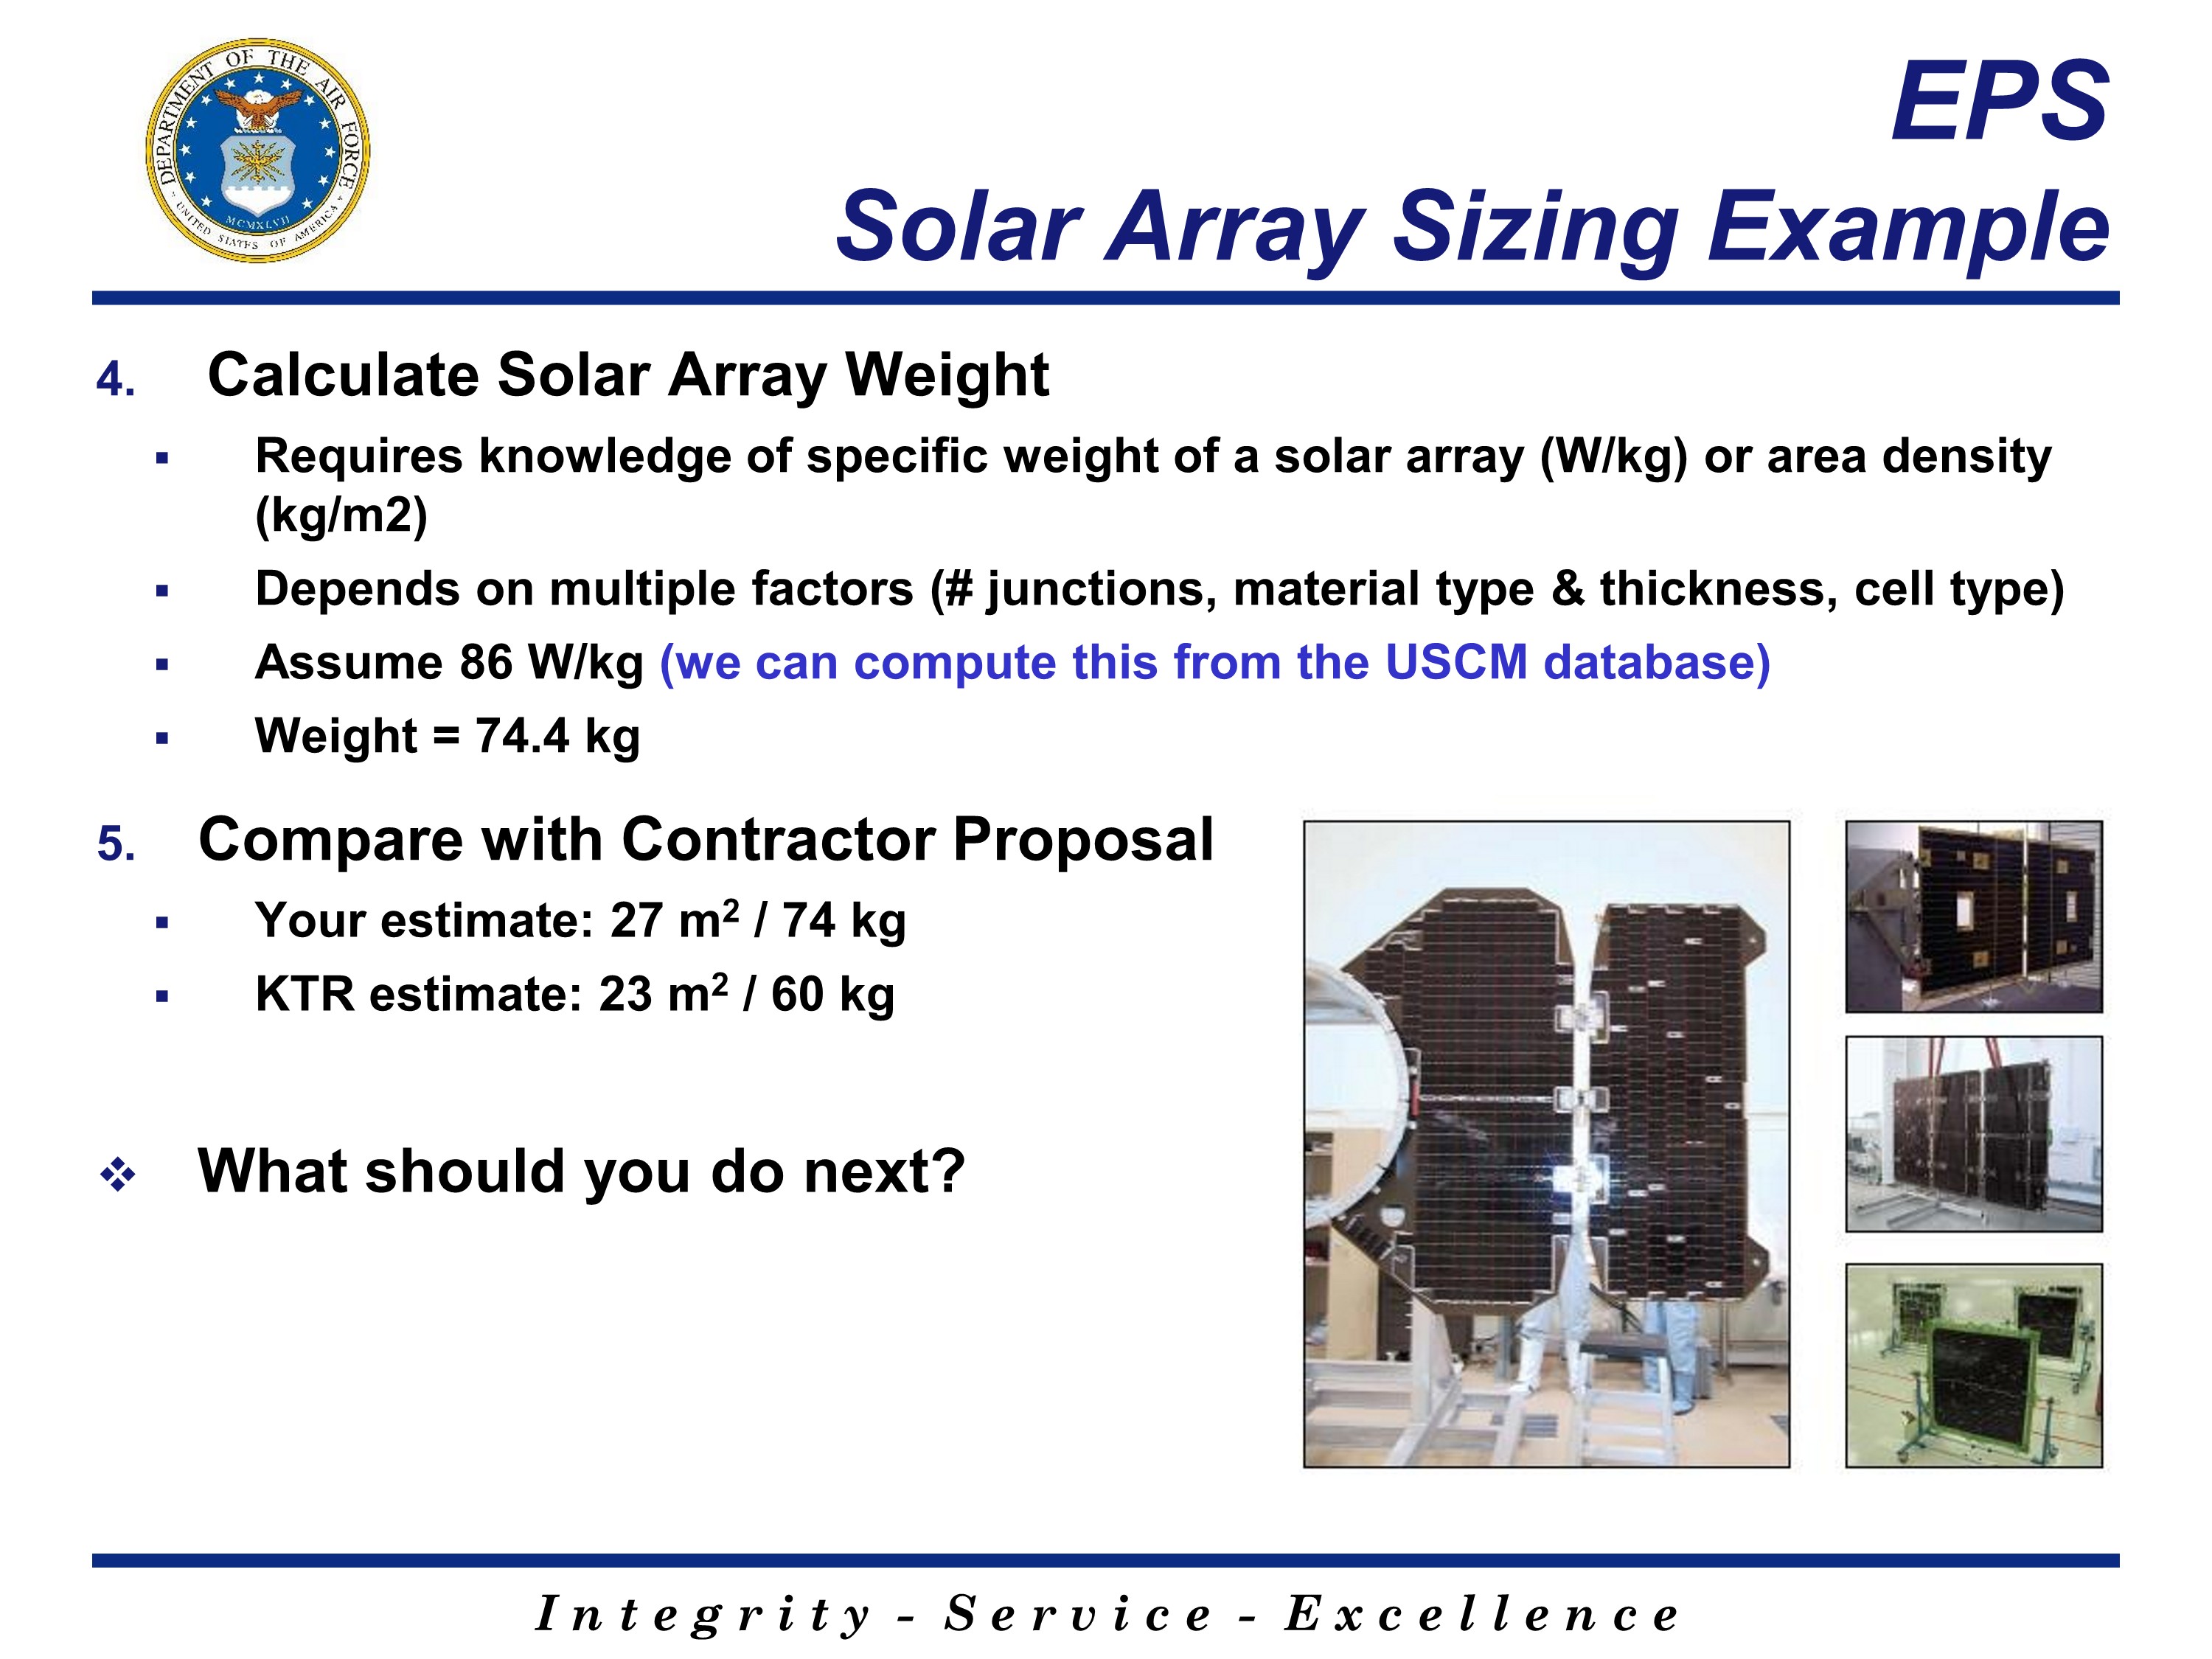 DEPARTMENT OF THE AIR FORCE
UNITED STATES OF AMERICA
MCMXLVII
EPS
Solar Array Sizing Example
4. Calculate Solar Array Weight
▪ Requires knowledge of specific weight of a solar array (W/kg) or area density
(kg/m2)
▪ Depends on multiple factors (# junctions, material type & thickness, cell type)
▪ Assume 86 W/kg (we can compute this from the USCM database)
▪ Weight = 74.4 kg
5. Compare with Contractor Proposal
▪ Your estimate: 27 m² / 74 kg
▪ KTR estimate: 23 m² / 60 kg
❖ What should you do next?
Integrity - Service - Excellence